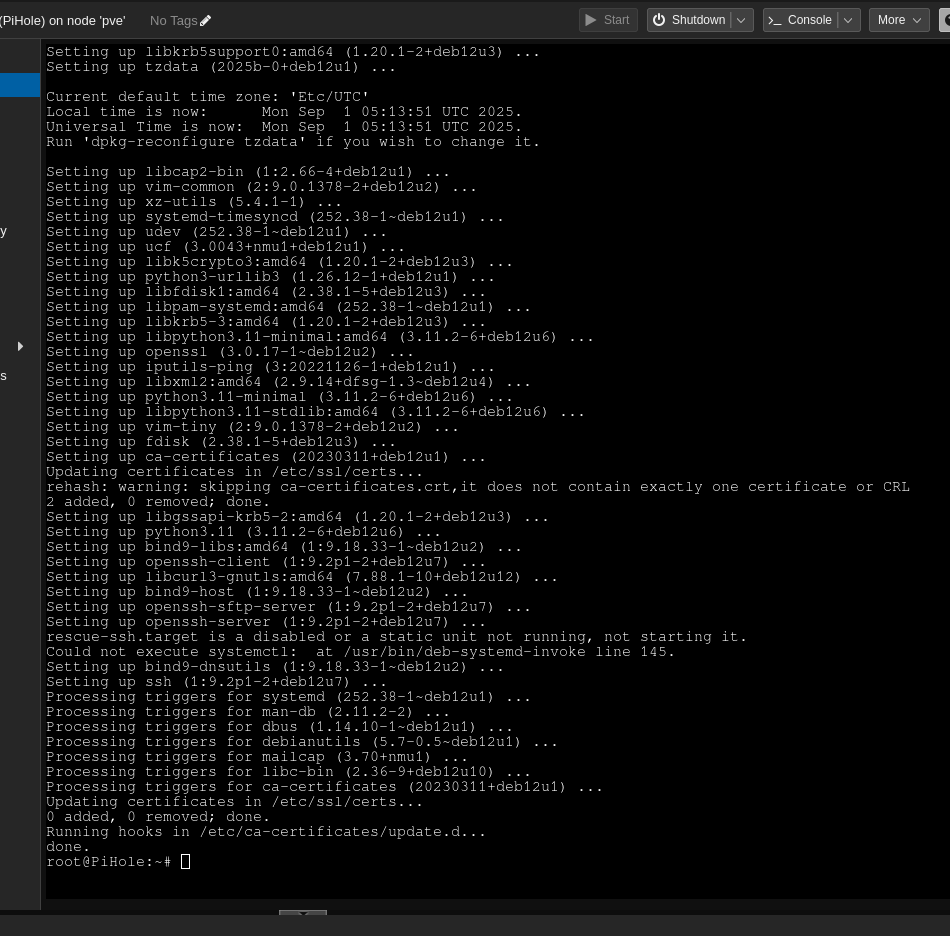 (PiHole) on node 'pve' No Tags Start Shutdown Console More
y
s
Setting up libkrb5support0:amd64 (1.20.1-2+deb12u3) ...
Setting up tzdata (2025b-0+deb12u1) ...
Current default time zone: 'Etc/UTC'
Local time is now:      Mon Sep  1 05:13:51 UTC 2025.
Universal Time is now:  Mon Sep  1 05:13:51 UTC 2025.
Run 'dpkg-reconfigure tzdata' if you wish to change it.
Setting up libcap2-bin (1:2.66-4+deb12u1) ...
Setting up vim-common (2:9.0.1378-2+deb12u2) ...
Setting up xz-utils (5.4.1-1) ...
Setting up systemd-timesyncd (252.38-1~deb12u1) ...
Setting up udev (252.38-1~deb12u1) ...
Setting up ucf (3.0043+nmu1+deb12u1) ...
Setting up libk5crypto3:amd64 (1.20.1-2+deb12u3) ...
Setting up python3-urllib3 (1.26.12-1+deb12u1) ...
Setting up libfdisk1:amd64 (2.38.1-5+deb12u3) ...
Setting up libpam-systemd:amd64 (252.38-1~deb12u1) ...
Setting up libkrb5-3:amd64 (1.20.1-2+deb12u3) ...
Setting up libpython3.11-minimal:amd64 (3.11.2-6+deb12u6) ...
Setting up openssl (3.0.17-1~deb12u2) ...
Setting up iputils-ping (3:20221126-1+deb12u1) ...
Setting up libxml2:amd64 (2.9.14+dfsg-1.3~deb12u4) ...
Setting up python3.11-minimal (3.11.2-6+deb12u6) ...
Setting up libpython3.11-stdlib:amd64 (3.11.2-6+deb12u6) ...
Setting up vim-tiny (2:9.0.1378-2+deb12u2) ...
Setting up fdisk (2.38.1-5+deb12u3) ...
Setting up ca-certificates (20230311+deb12u1) ...
Updating certificates in /etc/ssl/certs...
rehash: warning: skipping ca-certificates.crt,it does not contain exactly one certificate or CRL
2 added, 0 removed; done.
Setting up libgssapi-krb5-2:amd64 (1.20.1-2+deb12u3) ...
Setting up python3.11 (3.11.2-6+deb12u6) ...
Setting up bind9-libs:amd64 (1:9.18.33-1~deb12u2) ...
Setting up openssh-client (1:9.2p1-2+deb12u7) ...
Setting up libcurl3-gnutls:amd64 (7.88.1-10+deb12u12) ...
Setting up bind9-host (1:9.18.33-1~deb12u2) ...
Setting up openssh-sftp-server (1:9.2p1-2+deb12u7) ...
Setting up openssh-server (1:9.2p1-2+deb12u7) ...
rescue-ssh.target is a disabled or a static unit not running, not starting it.
Could not execute systemctl:  at /usr/bin/deb-systemd-invoke line 145.
Setting up bind9-dnsutils (1:9.18.33-1~deb12u2) ...
Setting up ssh (1:9.2p1-2+deb12u7) ...
Processing triggers for systemd (252.38-1~deb12u1) ...
Processing triggers for man-db (2.11.2-2) ...
Processing triggers for dbus (1.14.10-1~deb12u1) ...
Processing triggers for debianutils (5.7-0.5~deb12u1) ...
Processing triggers for mailcap (3.70+nmu1) ...
Processing triggers for libc-bin (2.36-9+deb12u10) ...
Processing triggers for ca-certificates (20230311+deb12u1) ...
Updating certificates in /etc/ssl/certs...
0 added, 0 removed; done.
Running hooks in /etc/ca-certificates/update.d...
done.
root@PiHole:~#